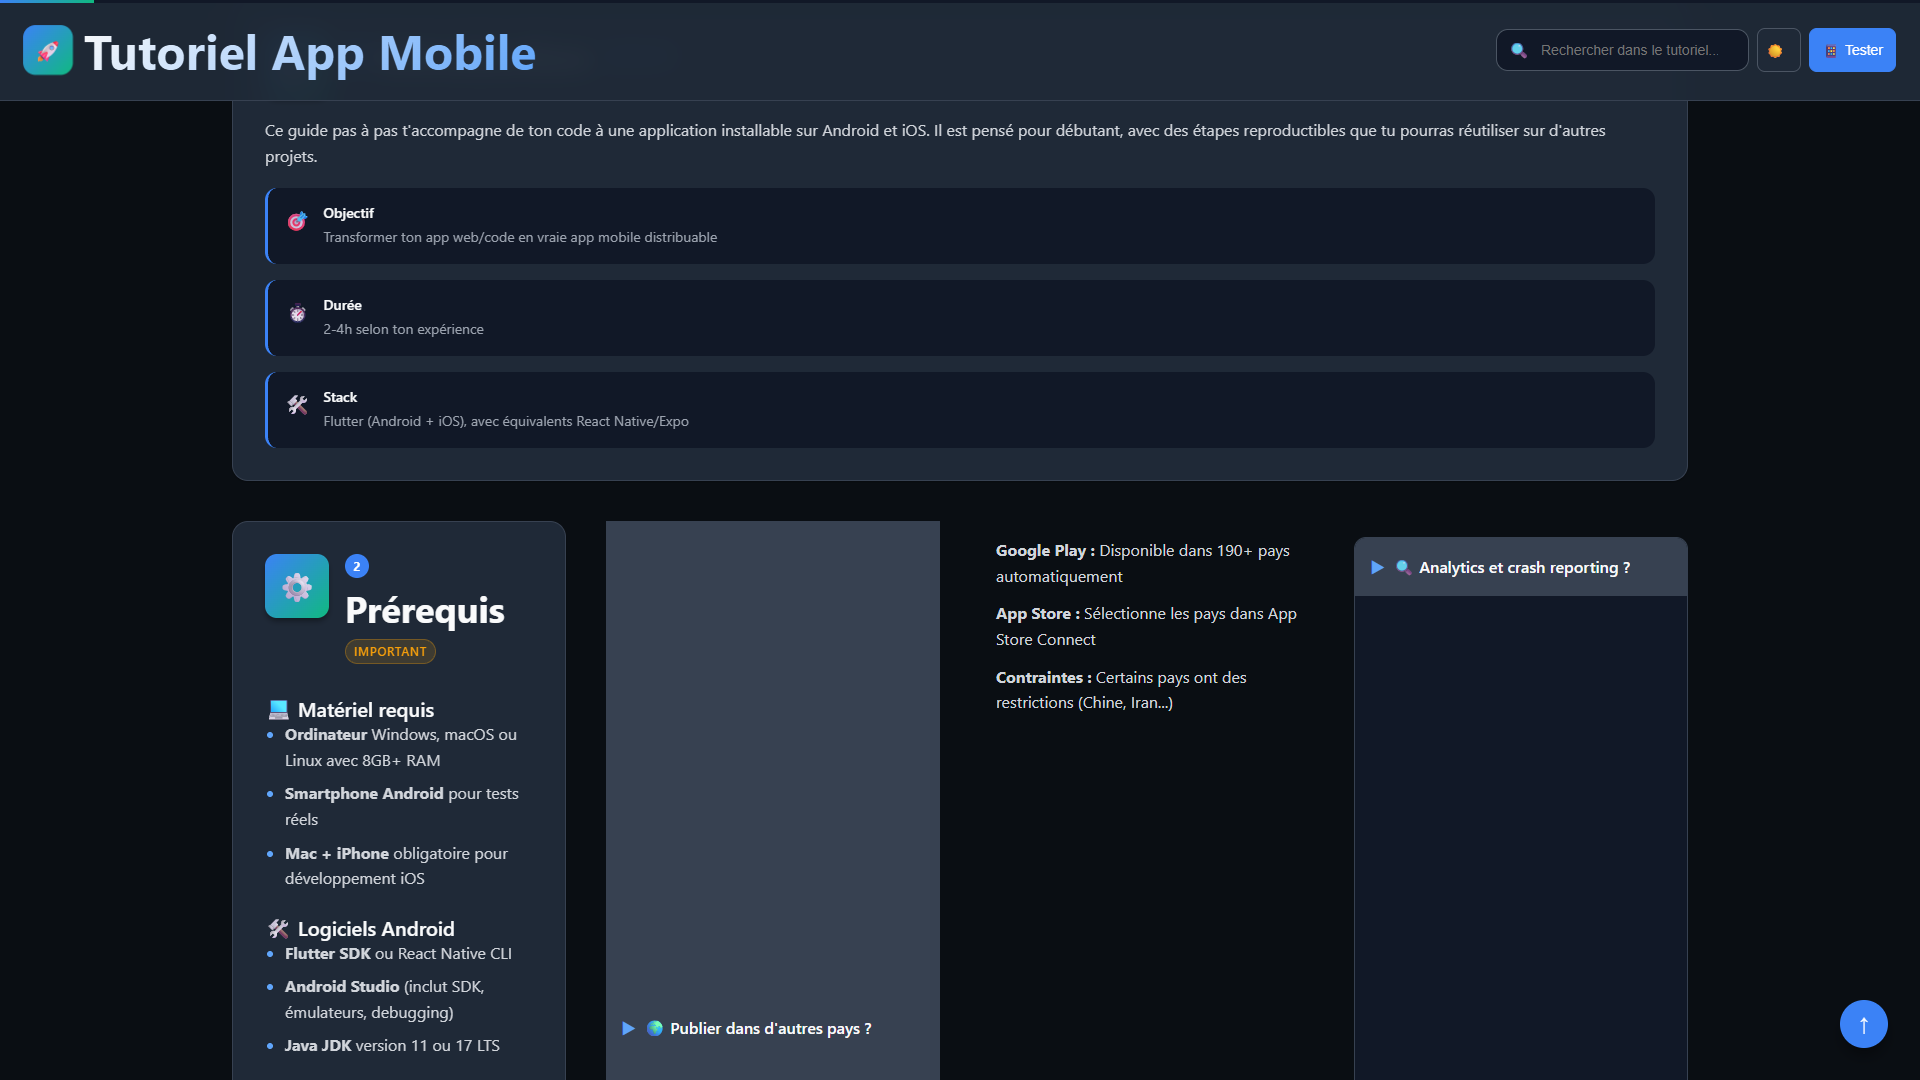 Tutoriel App Mobile
Rechercher dans le tutoriel...
Tester
Ce guide pas à pas t'accompagne de ton code à une application installable sur Android et iOS. Il est pensé pour débutant, avec des étapes reproductibles que tu pourras réutiliser sur d'autres
projets.
Objectif
Transformer ton app web/code en vraie app mobile distribuable
Durée
2-4h selon ton expérience
Stack
Flutter (Android + iOS), avec équivalents React Native/Expo
2
Prérequis
IMPORTANT
Matériel requis
Ordinateur Windows, macOS ou
Linux avec 8GB+ RAM
Smartphone Android pour tests
réels
Mac + iPhone obligatoire pour
développement iOS
Logiciels Android
Flutter SDK ou React Native CLI
Android Studio (inclut SDK,
émulateurs, debugging)
Java JDK version 11 ou 17 LTS
Publier dans d'autres pays ?
Google Play : Disponible dans 190+ pays
automatiquement
App Store : Sélectionne les pays dans App
Store Connect
Contraintes : Certains pays ont des
restrictions (Chine, Iran...)
Analytics et crash reporting ?
↑